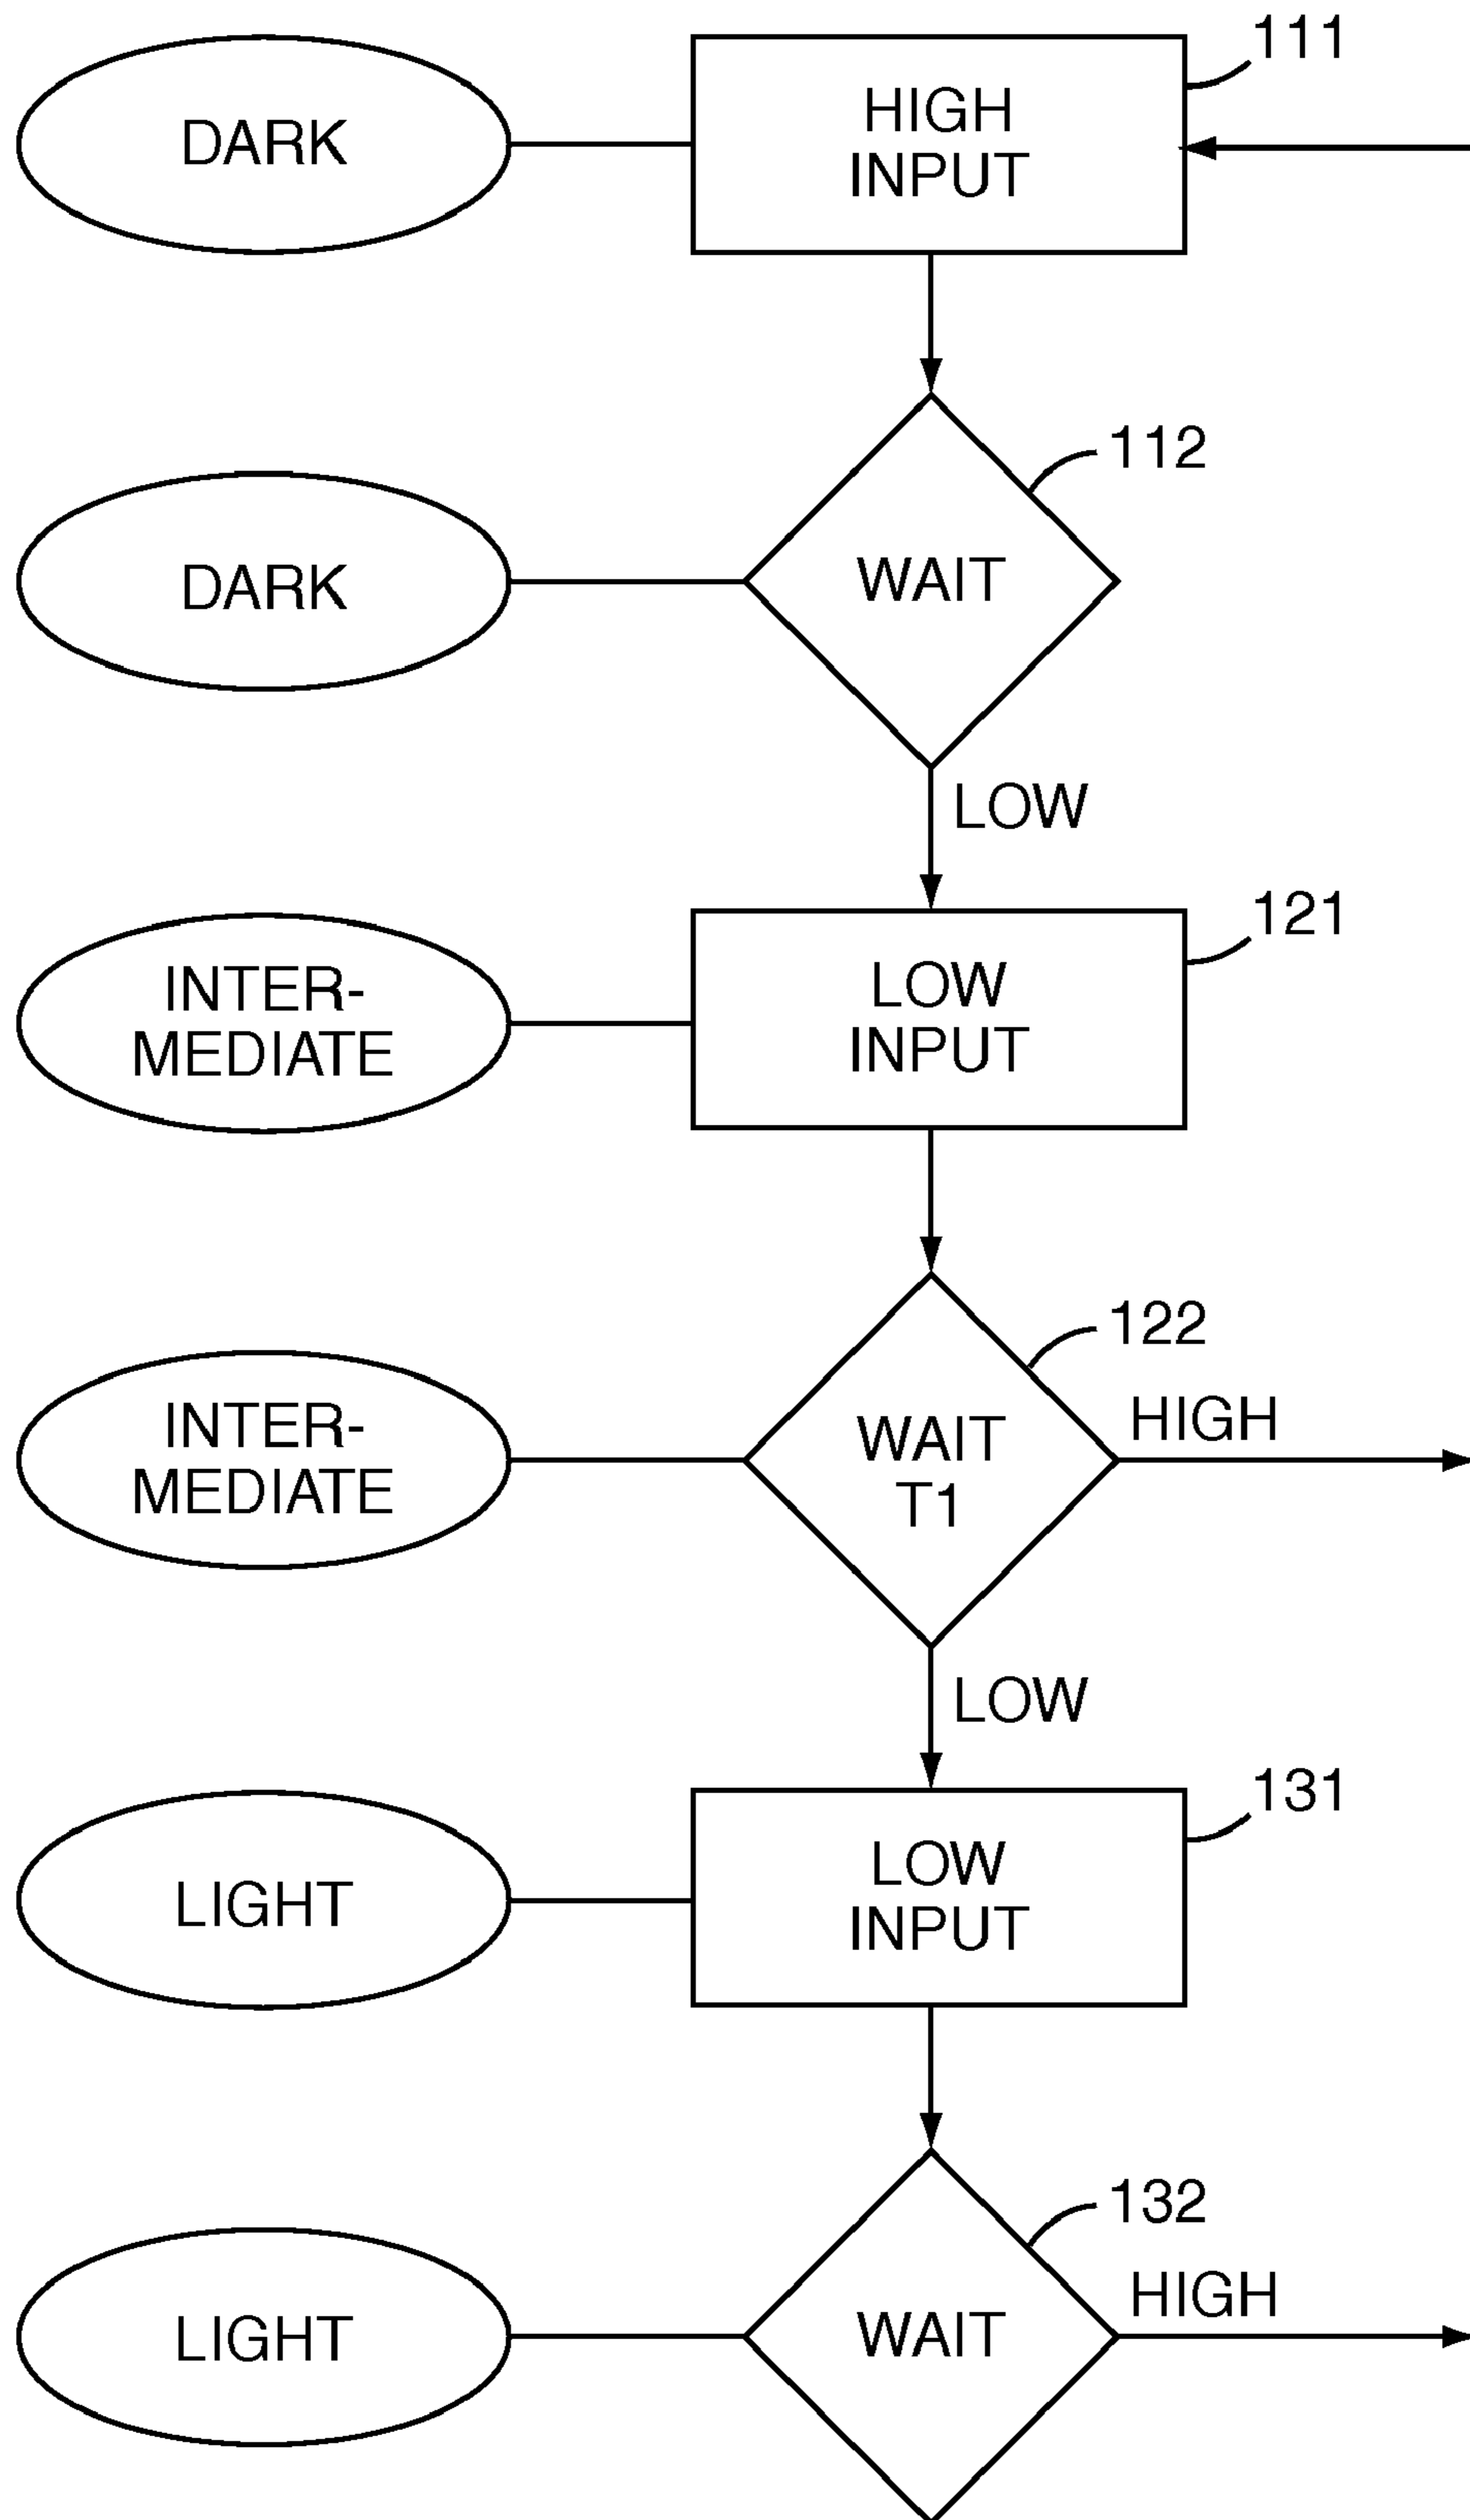 111
DARK
HIGH
INPUT
112
DARK
WAIT
LOW
121
INTER-
MEDIATE
LOW
INPUT
122
INTER-
MEDIATE
WAIT
T1
HIGH
LOW
131
LIGHT
LOW
INPUT
132
LIGHT
WAIT
HIGH